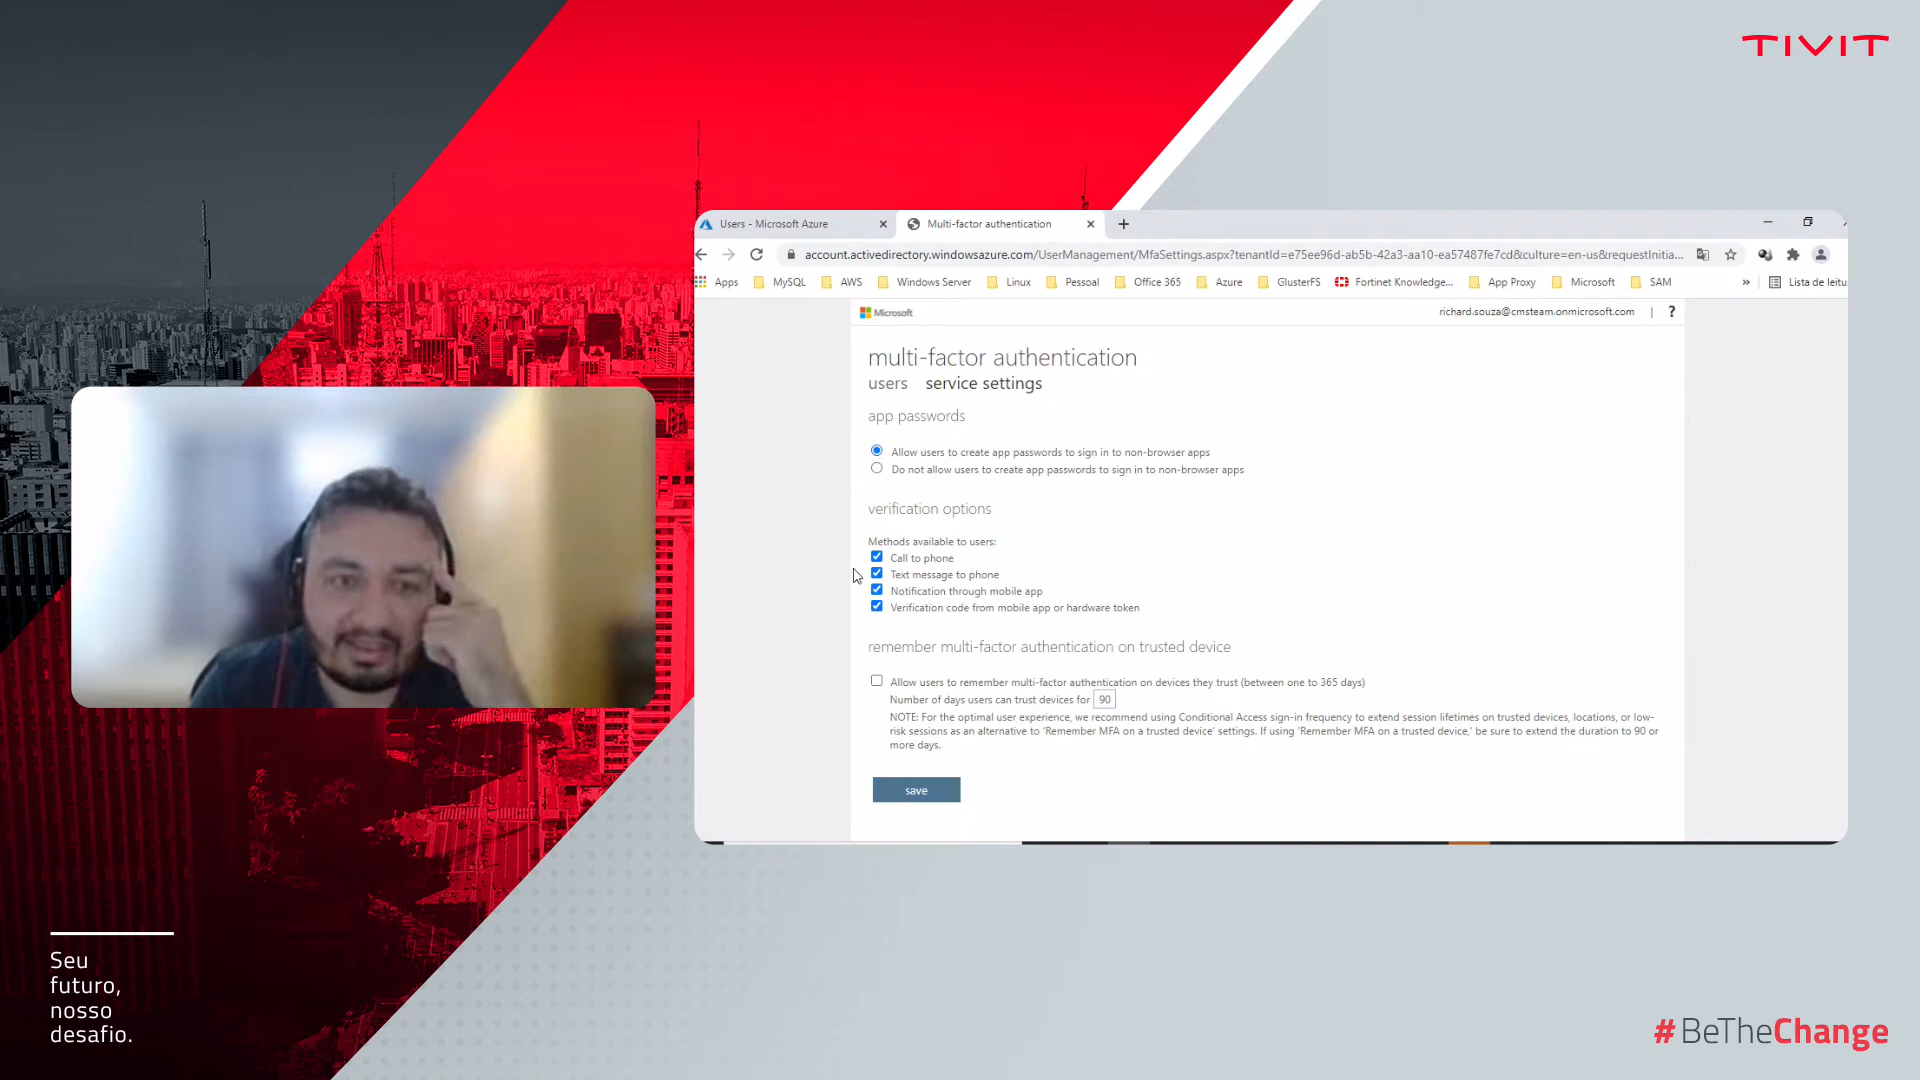 TIVIT
Users - Microsoft Azure
Multi-factor authentication
account.activedirectory.windowsazure.com/UserManagement/MfaSettings.aspx?tenantId=e75ee96d-ab5b-42a3-aa10-ea57487fe7cd&culture=en-us&requestInitia...
Apps MySQL AWS Windows Server Linux Pessoal Office 365 Azure GlusterFS Fortinet Knowledge... App Proxy Microsoft SAM » Lista de leitu
Microsoft
richard.souza@cmsteam.onmicrosoft.com | ?
multi-factor authentication
users service settings
app passwords
Allow users to create app passwords to sign in to non-browser apps
Do not allow users to create app passwords to sign in to non-browser apps
verification options
Methods available to users:
Call to phone
Text message to phone
Notification through mobile app
Verification code from mobile app or hardware token
remember multi-factor authentication on trusted device
Allow users to remember multi-factor authentication on devices they trust (between one to 365 days)
Number of days users can trust devices for 90
NOTE: For the optimal user experience, we recommend using Conditional Access sign-in frequency to extend session lifetimes on trusted devices, locations, or low-
risk sessions as an alternative to 'Remember MFA on a trusted device' settings. If using 'Remember MFA on a trusted device,' be sure to extend the duration to 90 or
more days.
save
Seu
futuro,
nosso
desafio.
#BeTheChange